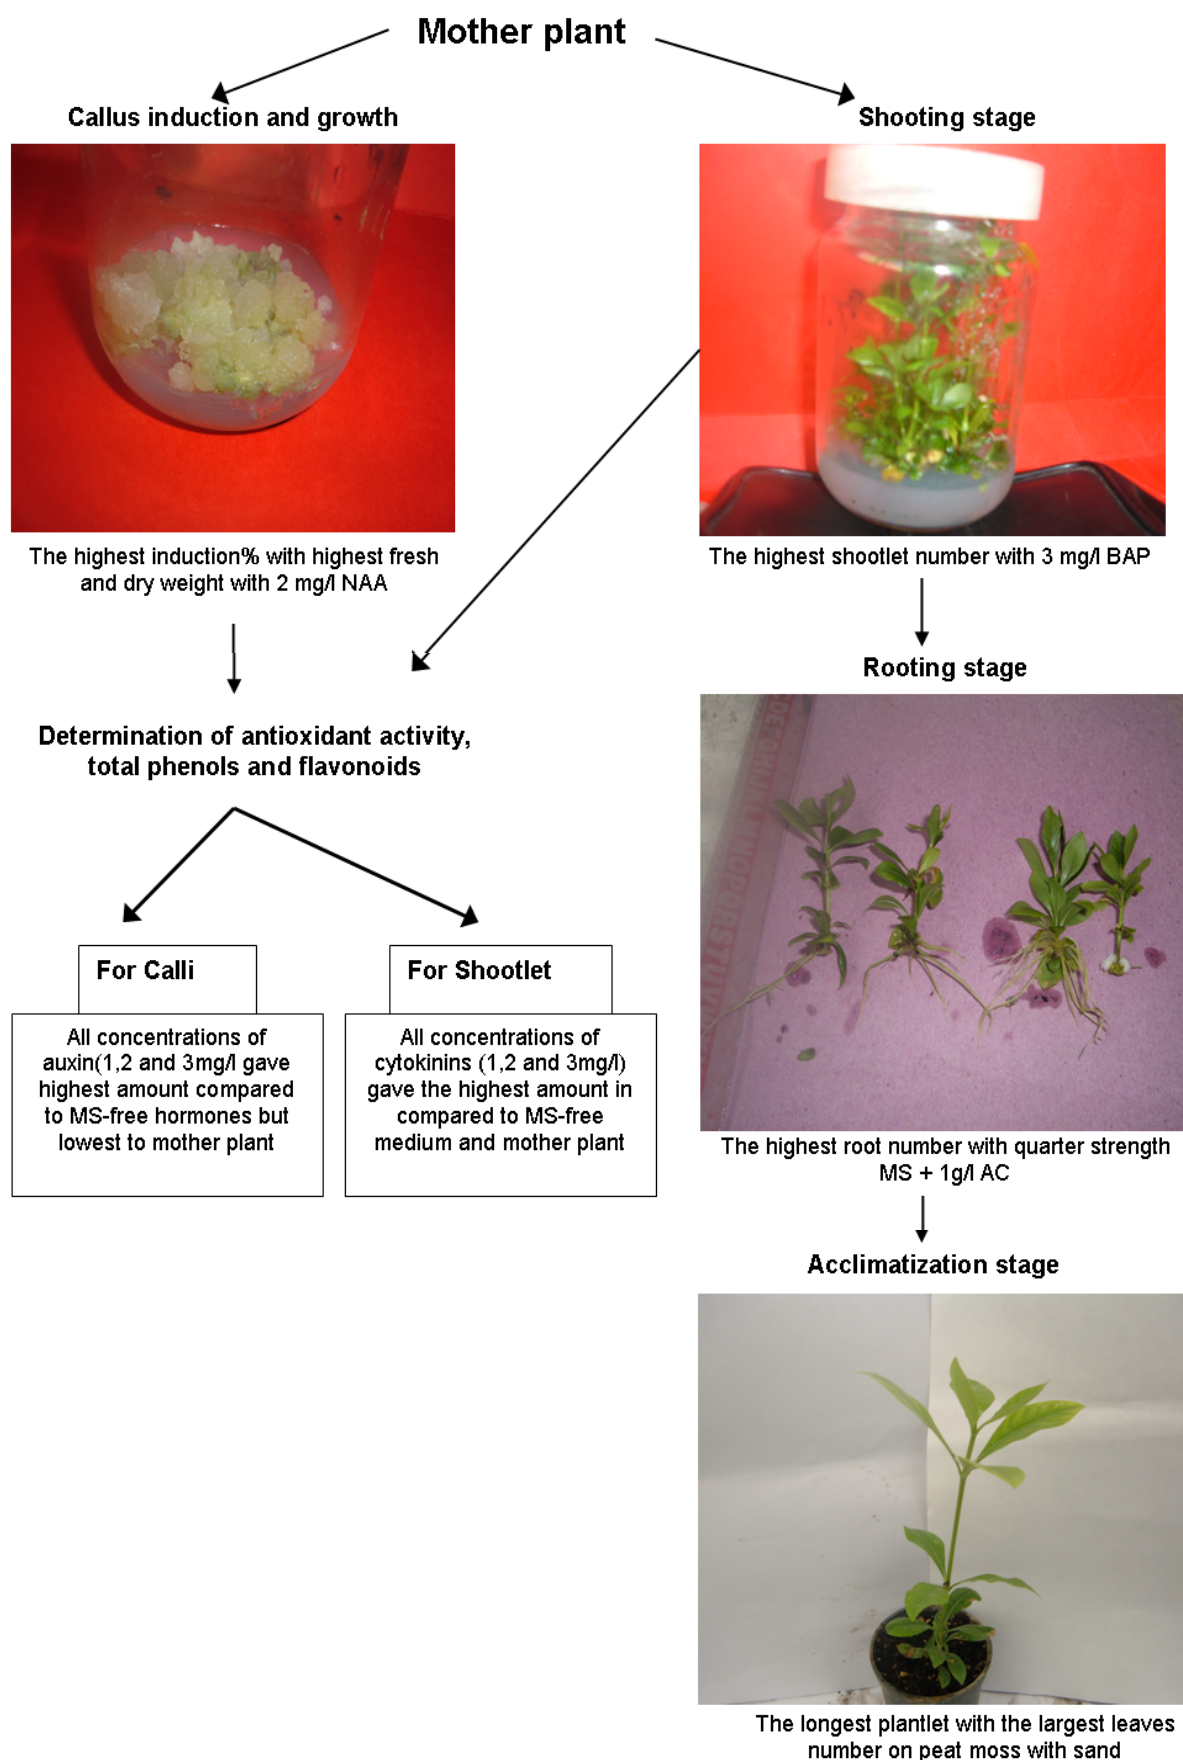 Mother plant
Callus induction and growth
Shooting stage
The highest induction% with highest fresh
and dry weight with 2 mg/l NAA
The highest shootlet number with 3 mg/l BAP
Rooting stage
Determination of antioxidant activity,
total phenols and flavonoids
For Calli
All concentrations of
auxin(1,2 and 3mg/l gave
highest amount compared
to MS-free hormones but
lowest to mother plant
For Shootlet
All concentrations of
cytokinins (1,2 and 3mg/l)
gave the highest amount in
compared to MS-free
medium and mother plant
The highest root number with quarter strength
MS + 1g/l AC
Acclimatization stage
The longest plantlet with the largest leaves
number on peat moss with sand